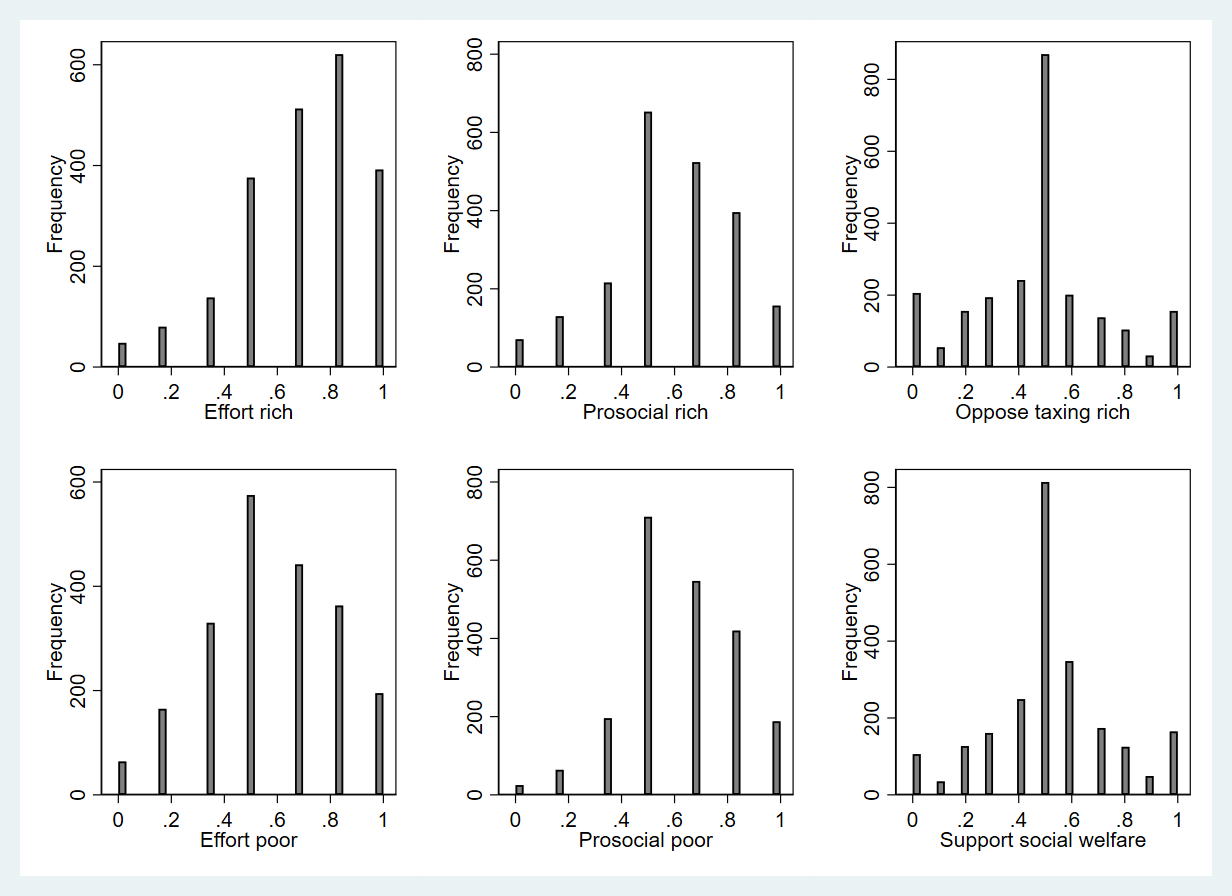 Frequency
0 200 400 600
0 .2 .4 .6 .8 1
Effort rich
Frequency
0 200 400 600 800
0 .2 .4 .6 .8 1
Prosocial rich
Frequency
0 200 400 600 800
0 .2 .4 .6 .8 1
Oppose taxing rich
Frequency
0 200 400 600
0 .2 .4 .6 .8 1
Effort poor
Frequency
0 200 400 600 800
0 .2 .4 .6 .8 1
Prosocial poor
Frequency
0 200 400 600 800
0 .2 .4 .6 .8 1
Support social welfare